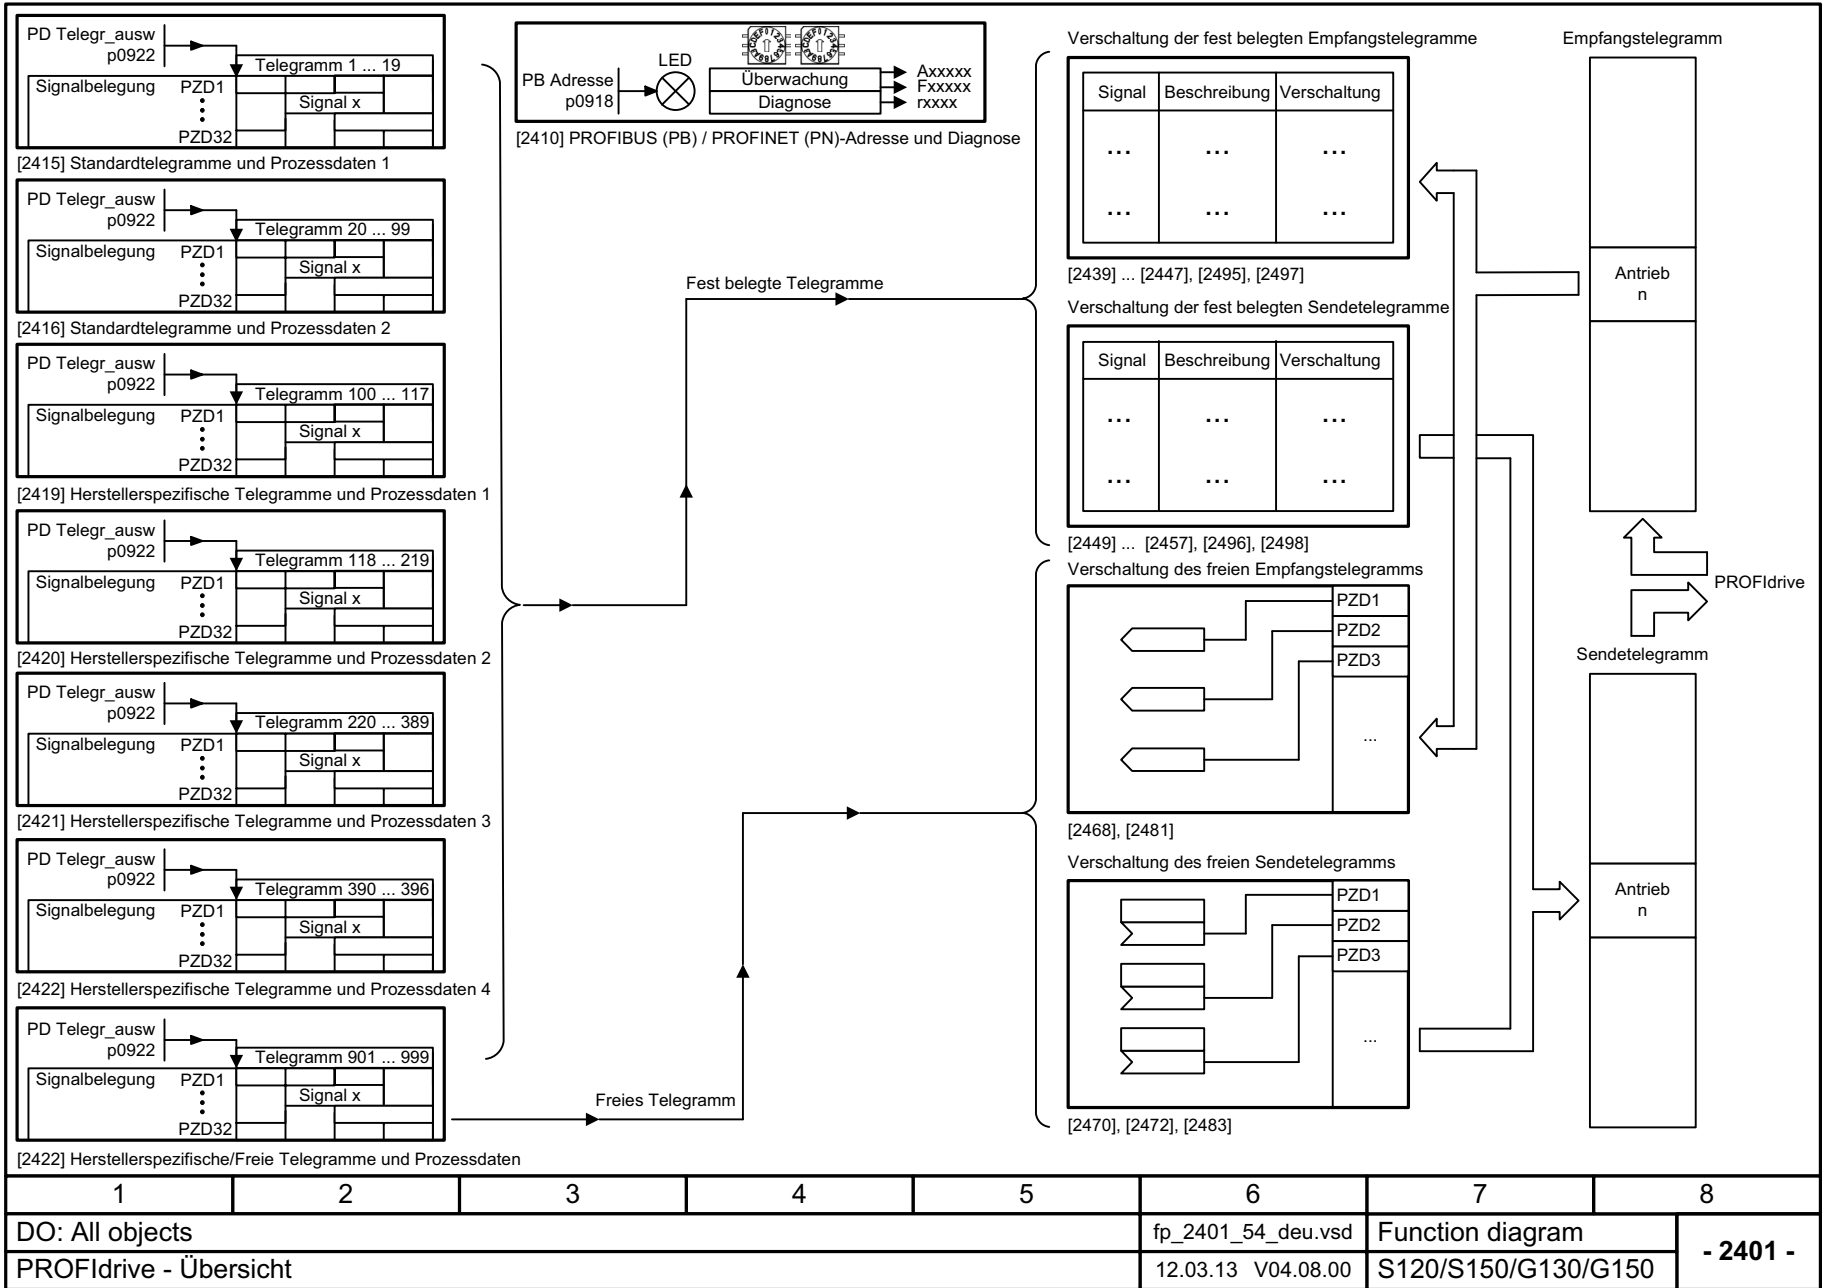 PD Telegr_ausw
p0922
Telegramm 1 ... 19
Signalbelegung
PZD1
Signal x
PZD32
[2415] Standardtelegramme und Prozessdaten 1
PD Telegr_ausw
p0922
Telegramm 20 ... 99
Signalbelegung
PZD1
Signal x
PZD32
[2416] Standardtelegramme und Prozessdaten 2
PD Telegr_ausw
p0922
Telegramm 100 ... 117
Signalbelegung
PZD1
Signal x
PZD32
[2419] Herstellerspezifische Telegramme und Prozessdaten 1
PD Telegr_ausw
p0922
Telegramm 118 ... 219
Signalbelegung
PZD1
Signal x
PZD32
[2420] Herstellerspezifische Telegramme und Prozessdaten 2
PD Telegr_ausw
p0922
Telegramm 220 ... 389
Signalbelegung
PZD1
Signal x
PZD32
[2421] Herstellerspezifische Telegramme und Prozessdaten 3
PD Telegr_ausw
p0922
Telegramm 390 ... 396
Signalbelegung
PZD1
Signal x
PZD32
[2422] Herstellerspezifische Telegramme und Prozessdaten 4
PD Telegr_ausw
p0922
Telegramm 901 ... 999
Signalbelegung
PZD1
Signal x
PZD32
[2422] Herstellerspezifische/Freie Telegramme und Prozessdaten
PB Adresse
p0918
LED
Überwachung
Diagnose
Axxxxx
Fxxxxx
rxxxx
[2410] PROFIBUS (PB) / PROFINET (PN)-Adresse und Diagnose
Fest belegte Telegramme
Freies Telegramm
Verschaltung der fest belegten Empfangstelegramme
Signal Beschreibung Verschaltung
... ... ...
... ... ...
[2439] ... [2447], [2495], [2497]
Verschaltung der fest belegten Sendetelegramme
Signal Beschreibung Verschaltung
... ... ...
... ... ...
[2449] ... [2457], [2496], [2498]
Verschaltung des freien Empfangstelegramms
PZD1
PZD2
PZD3
...
[2468], [2481]
Verschaltung des freien Sendetelegramms
PZD1
PZD2
PZD3
...
[2470], [2472], [2483]
Empfangstelegramm
Antrieb
n
PROFIdrive
Sendetelegramm
Antrieb
n
1 2 3 4 5 6 7 8
DO: All objects
fp_2401_54_deu.vsd
Function diagram
- 2401 -
PROFIdrive - Übersicht
12.03.13 V04.08.00
S120/S150/G130/G150